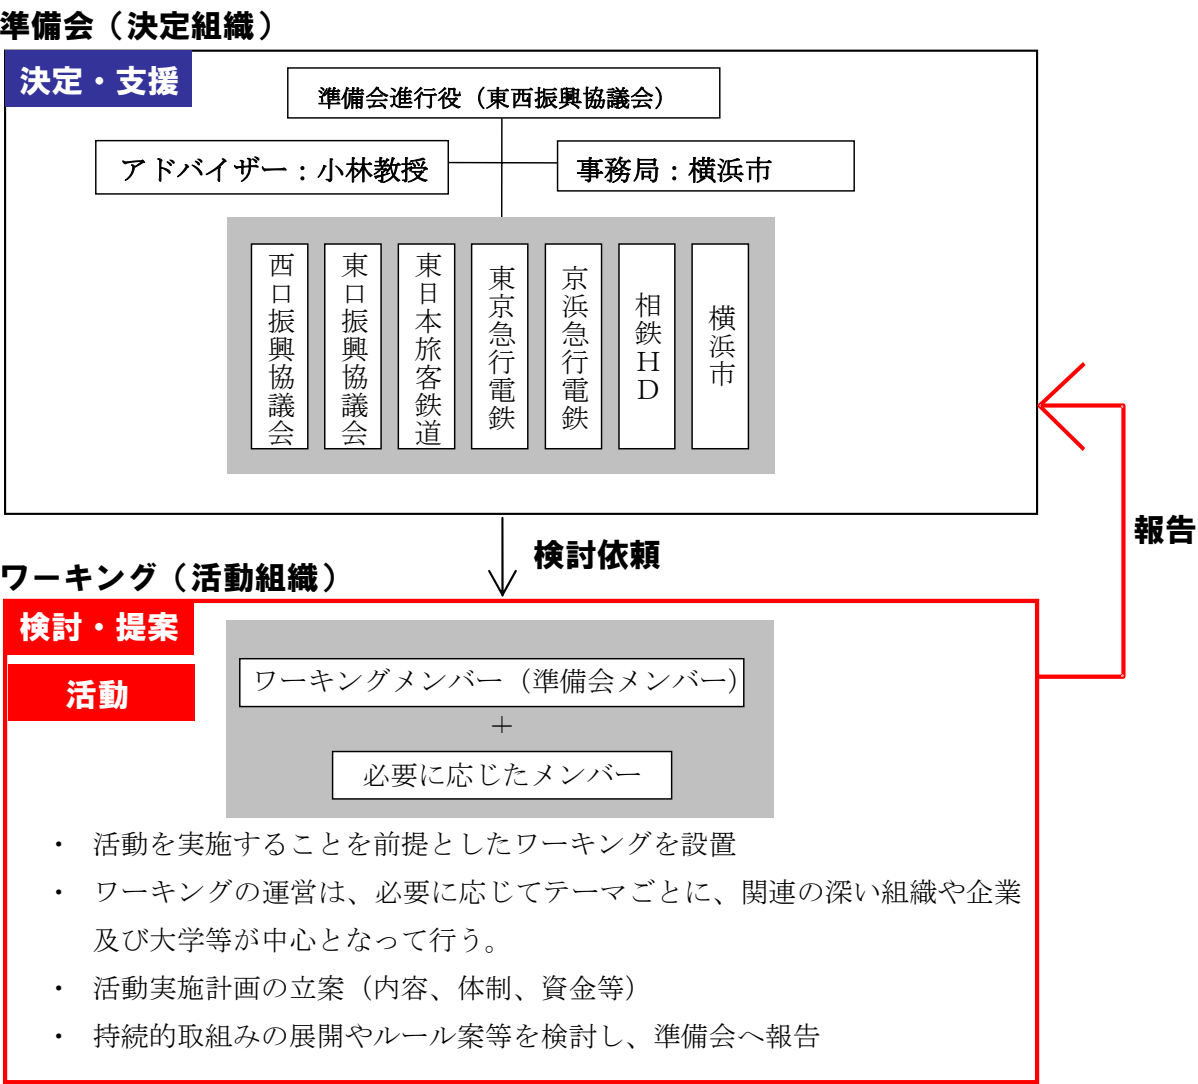 準備会（決定組織）
決定・支援
準備会進行役（東西振興協議会）
アドバイザー：小林教授
事務局：横浜市
西口振興協議会
東口振興協議会
東日本旅客鉄道
東京急行電鉄
京浜急行電鉄
相鉄ＨＤ
横浜市
報告
検討依頼
ワーキング（活動組織）
検討・提案
活動
ワーキングメンバー（準備会メンバー）
＋
必要に応じたメンバー
・ 活動を実施することを前提としたワーキングを設置
・ ワーキングの運営は、必要に応じてテーマごとに、関連の深い組織や企業
及び大学等が中心となって行う。
・ 活動実施計画の立案（内容、体制、資金等）
・ 持続的取組みの展開やルール案等を検討し、準備会へ報告